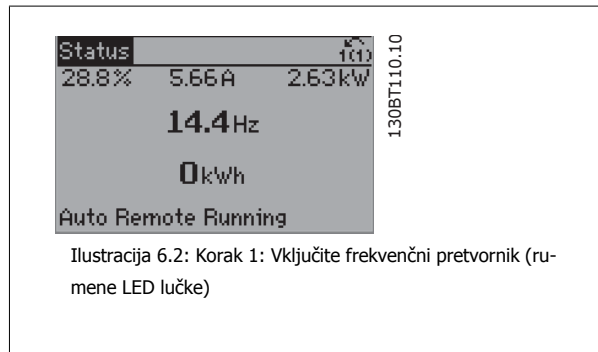 Status 1(1)
28.8% 5.66A 2.63kW
14.4Hz
0kWh
Auto Remote Running
130BT110.10
Ilustracija 6.2: Korak 1: Vključite frekvenčni pretvornik (ru-
mene LED lučke)